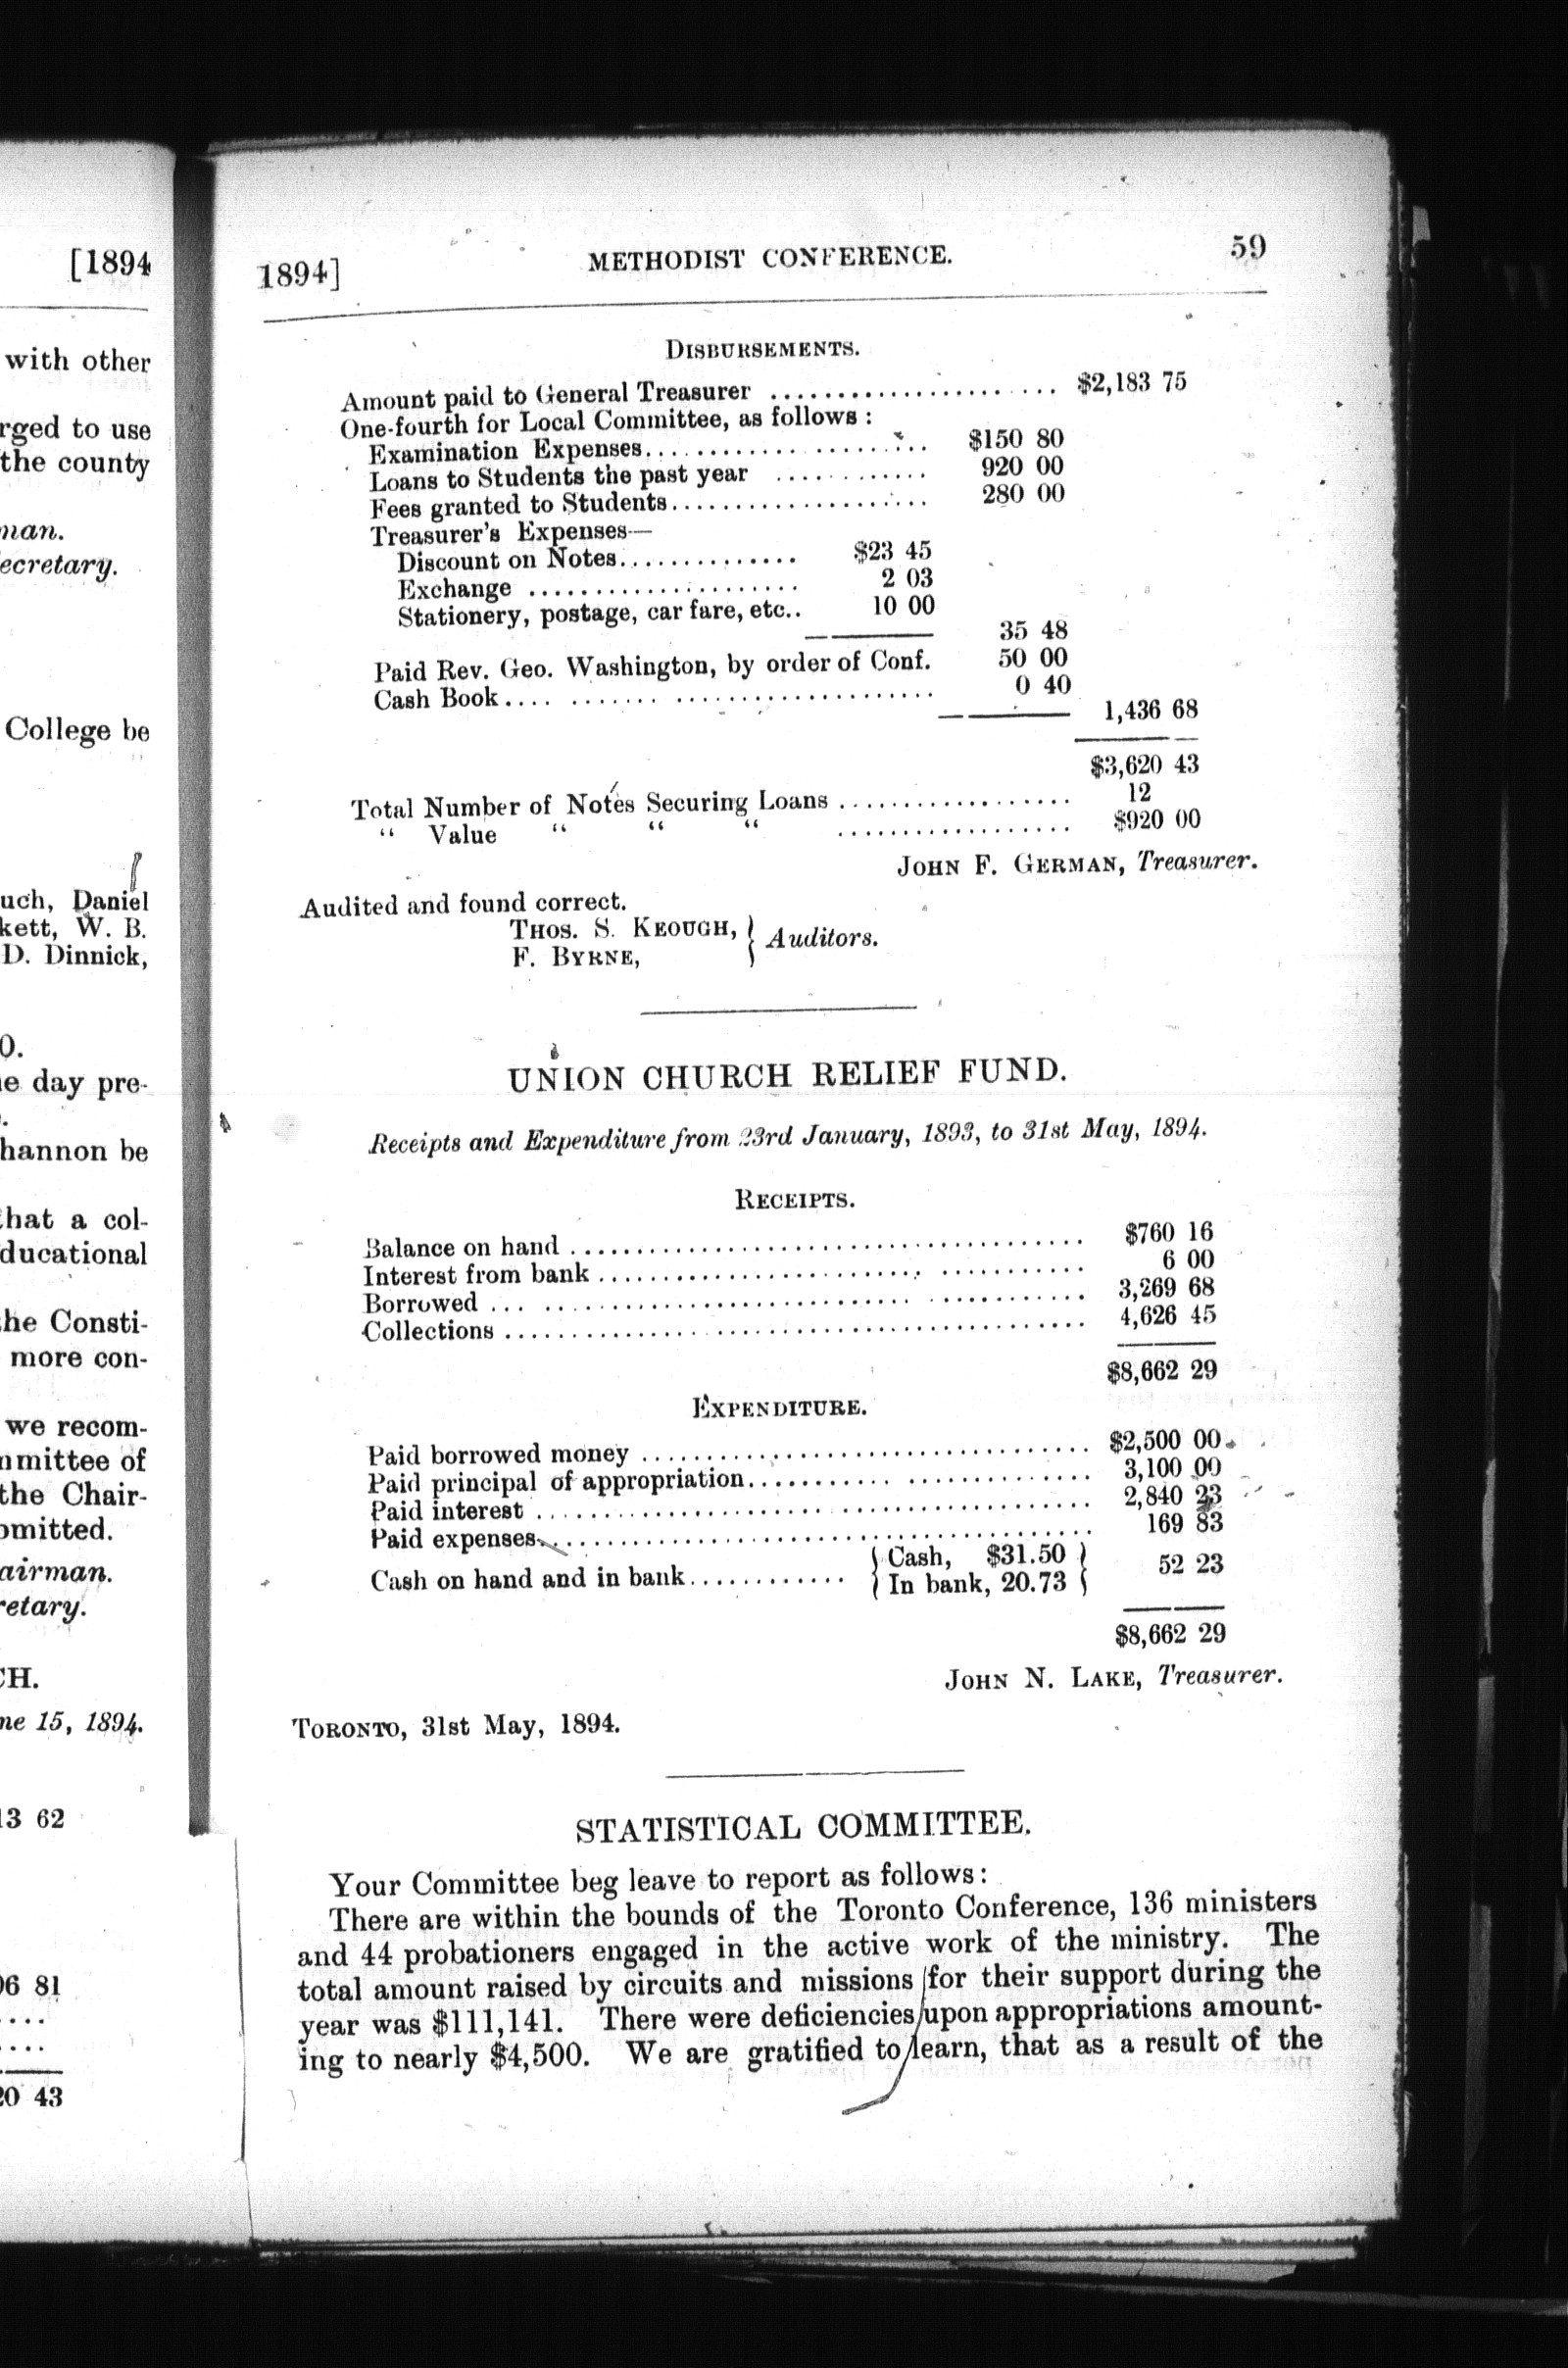 [1894
with other
rged to use
the county
man.
ecretary.
College be
uch, Daniel
kett, W. B.
D. Dinnick,
0.
e day pre-
hannon be
hat a col-
ducational
he Consti-
more con-
we recom-
mmittee of
the Chair-
omitted.
airman.
retary.
CH.
ne 15, 1894.
13 62
06 81
....
....
20 43
1894] METHODIST CONFERENCE. 59
DISBURSEMENTS.
Amount paid to General Treasurer .................... $2,183 75
One-fourth for Local Committee, as follows :
Examination Expenses.................... $150 80
Loans to Students the past year ............ 920 00
Fees granted to Students.................... 280 00
Treasurer's Expenses—
Discount on Notes.............. $23 45
Exchange .................... 2 03
Stationery, postage, car fare, etc.. 10 00
35 48
Paid Rev. Geo. Washington, by order of Conf. 50 00
Cash Book.............................. 0 40
1,436 68
$3,620 43
Total Number of Notes Securing Loans .................. 12
“ Value “ “ “ .................. $920 00
JOHN F. GERMAN, Treasurer.
Audited and found correct.
THOS. S. KEOUGH, } Auditors.
F. BYRNE,
UNION CHURCH RELIEF FUND.
Receipts and Expenditure from 23rd January, 1893, to 31st May, 1894.
RECEIPTS.
Balance on hand ...................................... $760 16
Interest from bank .................................... 6 00
Borrowed ............................................ 3,269 68
Collections ............................................ 4,626 45
$8,662 29
EXPENDITURE.
Paid borrowed money .................................. $2,500 00
Paid principal of appropriation.......................... 3,100 00
Paid interest .......................................... 2,840 23
Paid expenses.......................................... 169 83
Cash on hand and in bank............ { Cash, $31.50 } 52 23
{ In bank, 20.73 }
$8,662 29
JOHN N. LAKE, Treasurer.
TORONTO, 31st May, 1894.
STATISTICAL COMMITTEE.
Your Committee beg leave to report as follows:
There are within the bounds of the Toronto Conference, 136 ministers
and 44 probationers engaged in the active work of the ministry. The
total amount raised by circuits and missions for their support during the
year was $111,141. There were deficiencies upon appropriations amount-
ing to nearly $4,500. We are gratified to learn, that as a result of the